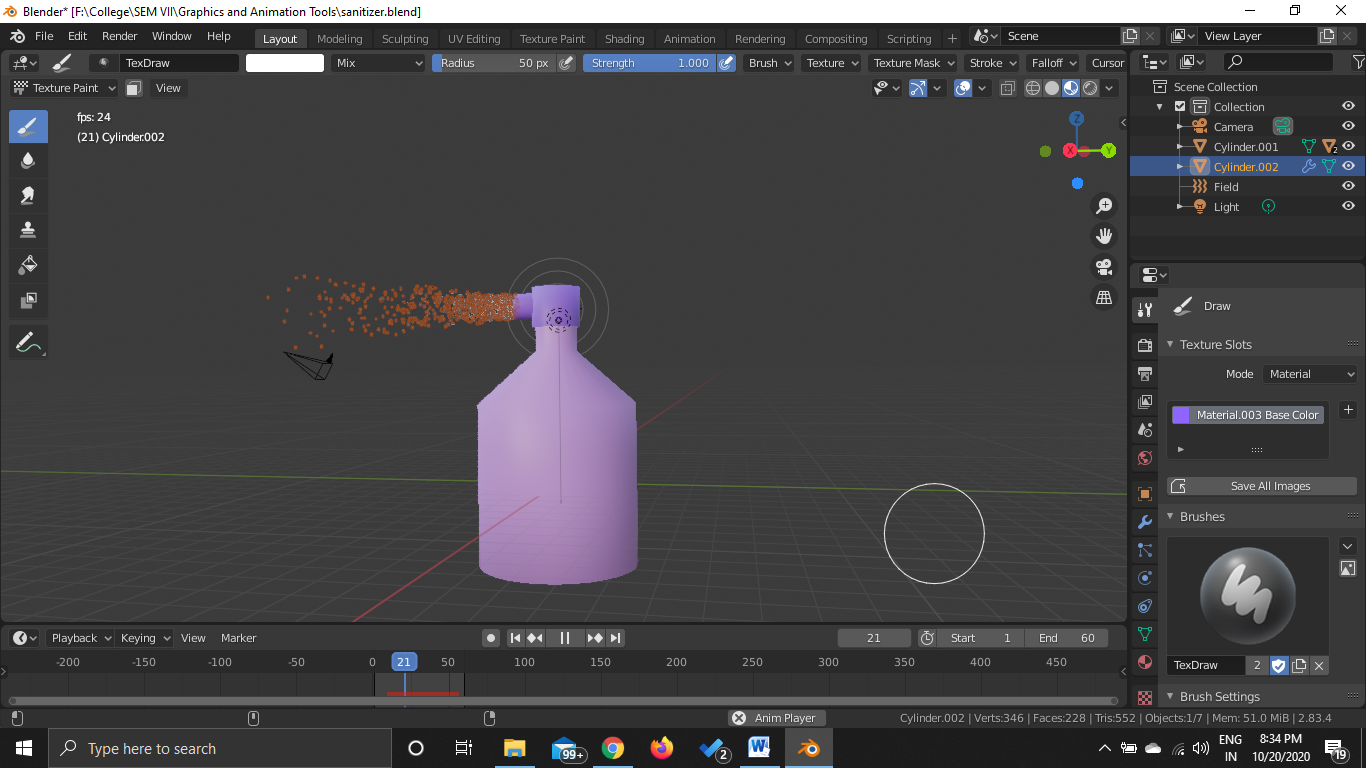 Blender* [F:\College\SEM VII\Graphics and Animation Tools\sanitizer.blend]
File Edit Render Window Help Layout Modeling Sculpting UV Editing Texture Paint Shading Animation Rendering Compositing Scripting + Scene View Layer
TexDraw Mix Radius 50 px Strength 1.000 Brush Texture Texture Mask Stroke Falloff Cursor
Texture Paint View
Scene Collection
Collection
Camera
Cylinder.001 2
Cylinder.002
Field
Light
fps: 24
(21) Cylinder.002
Z
X Y
Draw
Texture Slots
Mode Material
Material.003 Base Color
Save All Images
Brushes
TexDraw 2
Brush Settings
Playback Keying View Marker 21 Start 1 End 60
-200 -150 -100 -50 0 21 50 100 150 200 250 300 350 400 450
Anim Player Cylinder.002 | Verts:346 | Faces:228 | Tris:552 | Objects:1/7 | Mem: 51.0 MiB | 2.83.4
Type here to search 99+ 2 W ENG IN 8:34 PM 10/20/2020 19